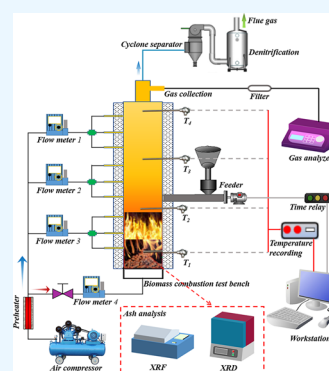 Flue gas
Cyclone separator
Denitrification
Gas collection
Filter
T4
Flow meter 1
Gas analyze
T3
Feeder
Flow meter 2
Time relay
T2
Flow meter 3
Temperature
recording
T1
Biomass combustion test bench
Flow meter 4
Preheater
Ash analysis
Workstation
XRF
XRD
Air compressor